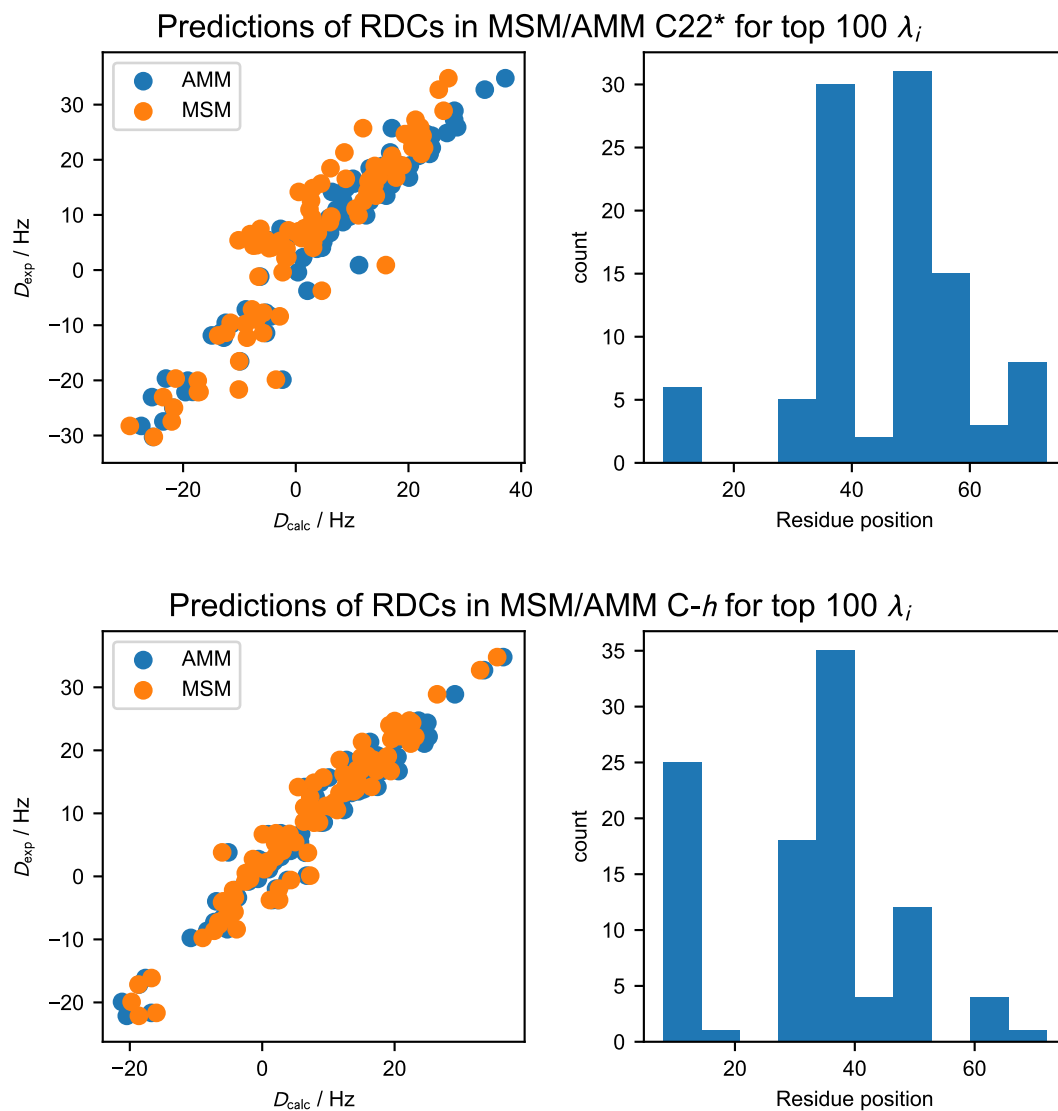 Predictions of RDCs in MSM/AMM C22* for top 100 λi
AMM
MSM
30
20
10
0
−10
−20
−30
Dexp / Hz
−20
0
20
40
Dcalc / Hz
30
25
20
15
10
5
0
count
20
40
60
Residue position
Predictions of RDCs in MSM/AMM C-h for top 100 λi
AMM
MSM
30
20
10
0
−10
−20
Dexp / Hz
−20
0
20
Dcalc / Hz
35
30
25
20
15
10
5
0
count
20
40
60
Residue position